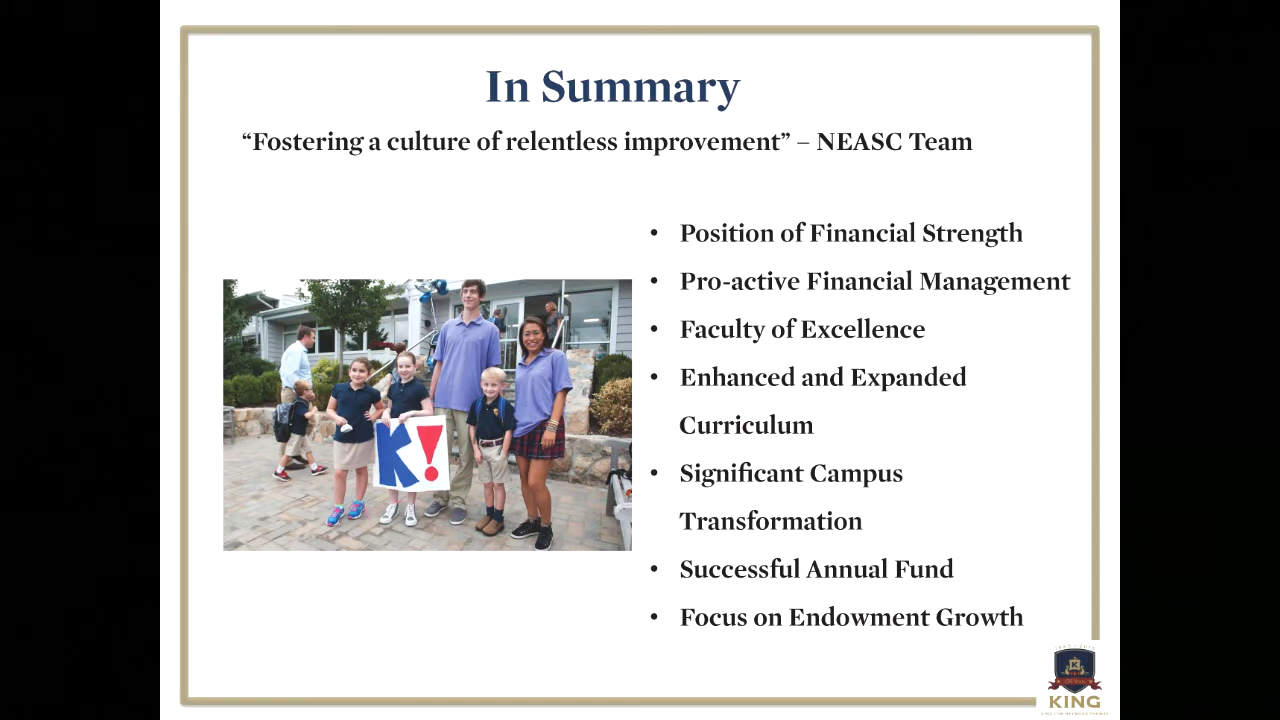 In Summary
“Fostering a culture of relentless improvement” – NEASC Team
• Position of Financial Strength
• Pro-active Financial Management
• Faculty of Excellence
• Enhanced and Expanded
Curriculum
• Significant Campus
Transformation
• Successful Annual Fund
• Focus on Endowment Growth
K!
K
KING